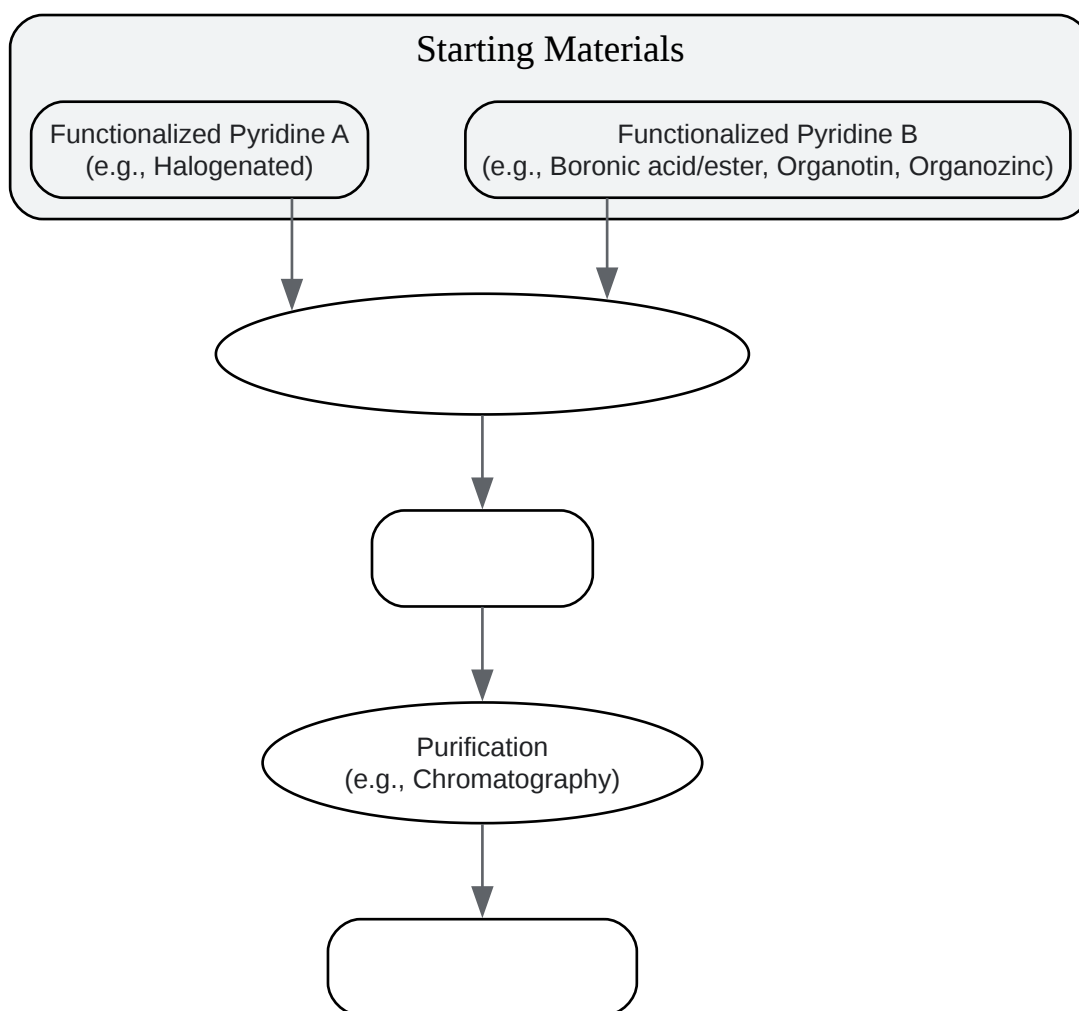 Starting Materials
Functionalized Pyridine A
(e.g., Halogenated)
Functionalized Pyridine B
(e.g., Boronic acid/ester, Organotin, Organozinc)
Purification
(e.g., Chromatography)